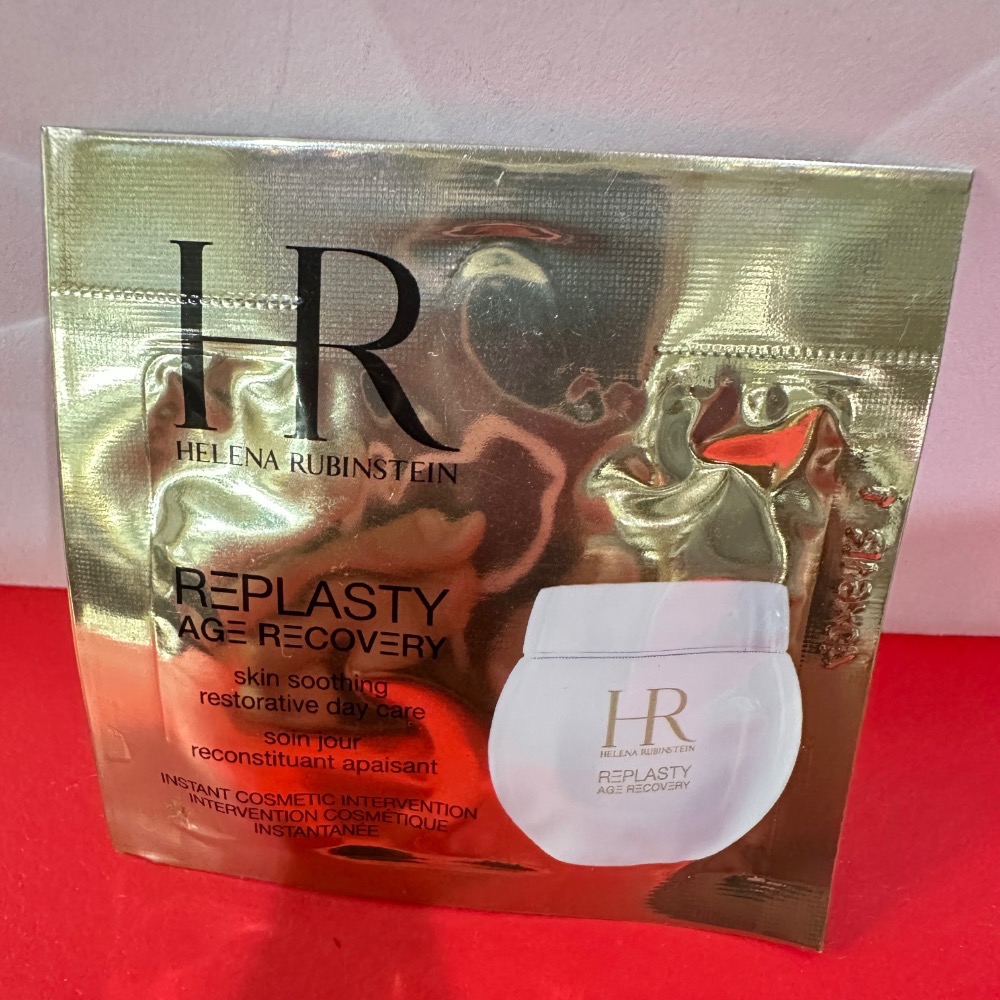 HR
HELENA RUBINSTEIN
REPLASTY
AGE RECOVERY
skin soothing
restorative day care
soin jour
reconstituant apaisant
INSTANT COSMETIC INTERVENTION
INTERVENTION COSMÉTIQUE
INSTANTANÉE
HR
HELENA RUBINSTEIN
REPLASTY
AGE RECOVERY